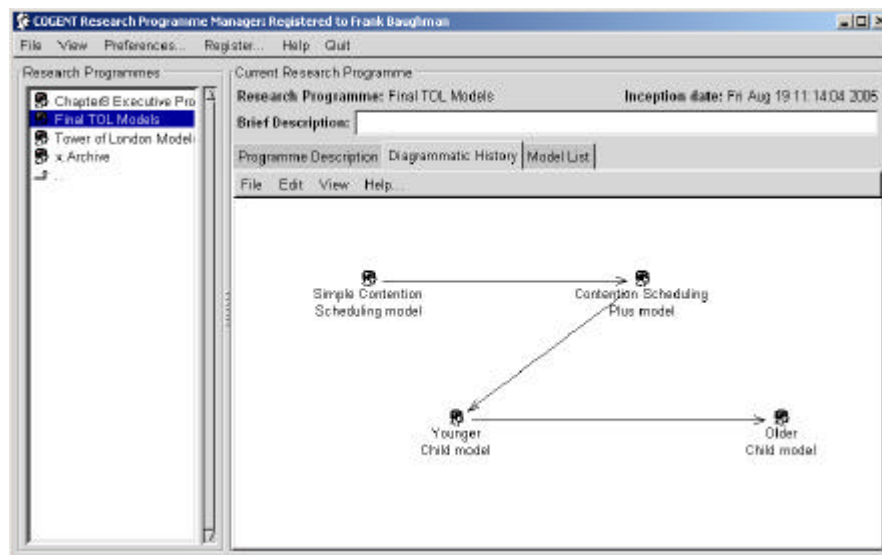 COGENT Research Programme Manager: Registered to Frank Baughman
File View Preferences... Register... Help Quit
Research Programmes
Chapter8 Executive Pro
Final TOL Models
Tower of London Model
x.Archive
...
Current Research Programme
Research Programme: Final TOL Models Inception date: Fri Aug 19 11:14:04 2005
Brief Description:
Programme Description Diagrammatic History Model List
File Edit View Help...
Simple Contention
Scheduling model
Contention Scheduling
Plus model
Younger
Child model
Older
Child model